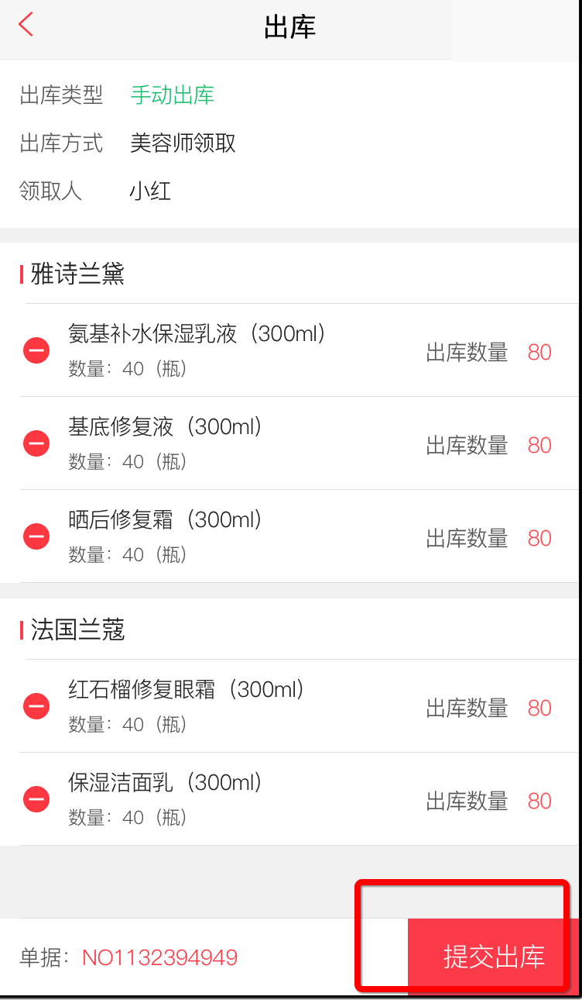 出库
出库类型 手动出库
出库方式 美容师领取
领取人 小红
雅诗兰黛
氨基补水保湿乳液（300ml）
数量：40（瓶）
出库数量 80
基底修复液（300ml）
数量：40（瓶）
出库数量 80
晒后修复霜（300ml）
数量：40（瓶）
出库数量 80
法国兰蔻
红石榴修复眼霜（300ml）
数量：40（瓶）
出库数量 80
保湿洁面乳（300ml）
数量：40（瓶）
出库数量 80
单据：NO1132394949 提交出库